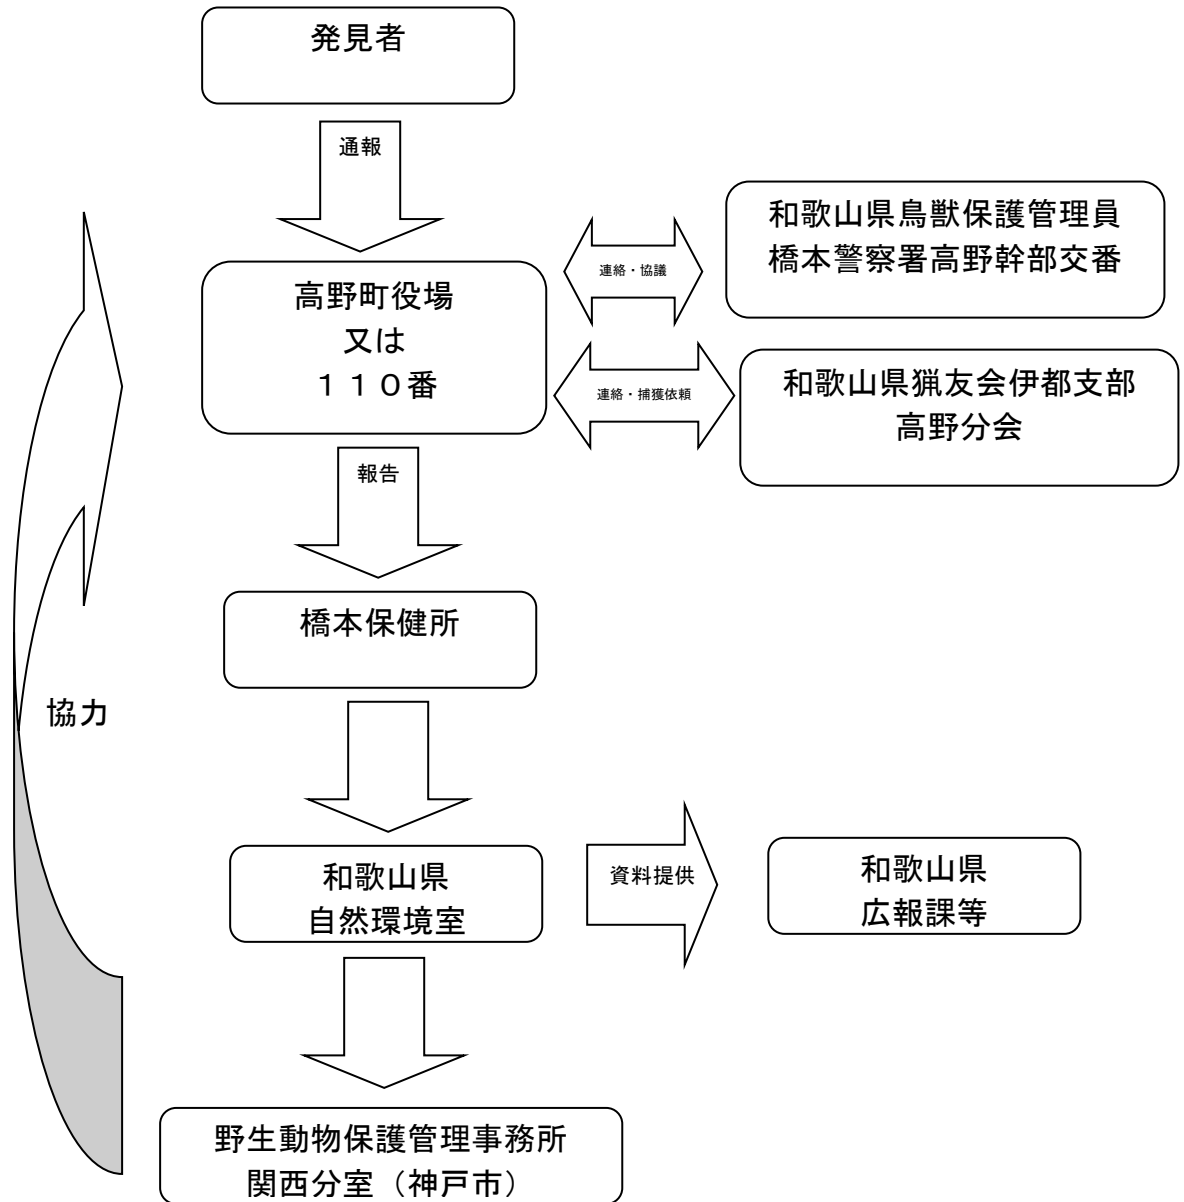 発見者
通報
和歌山県鳥獣保護管理員
橋本警察署高野幹部交番
連絡・協議
高野町役場
又は
１１０番
連絡・捕獲依頼
和歌山県猟友会伊都支部
高野分会
報告
橋本保健所
協力
和歌山県
自然環境室
資料提供
和歌山県
広報課等
野生動物保護管理事務所
関西分室（神戸市）